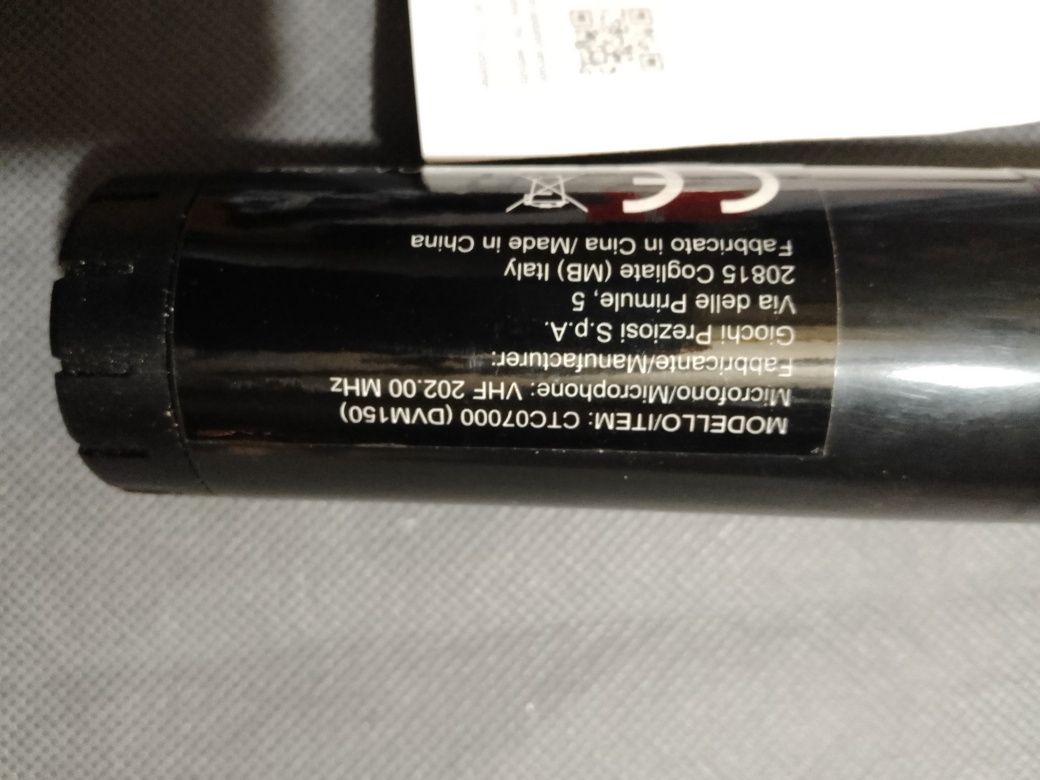 MODELLO/ITEM: CTC07000 (DVM150)
Microfono/Microphone: VHF 202.00 MHz
Fabbricante/Manufacturer:
Giochi Preziosi S.p.A.
Via delle Primule, 5
20815 Cogliate (MB) Italy
Fabbricato in Cina /Made in China
CE